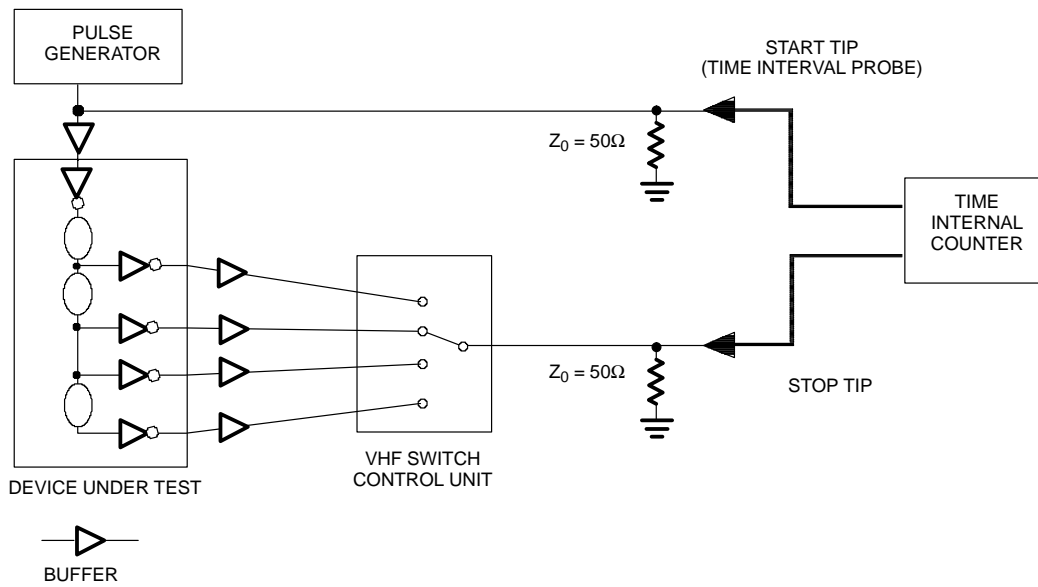 PULSE
GENERATOR
START TIP
(TIME INTERVAL PROBE)
Z0 = 50Ω
TIME
INTERNAL
COUNTER
Z0 = 50Ω
STOP TIP
VHF SWITCH
CONTROL UNIT
DEVICE UNDER TEST
BUFFER